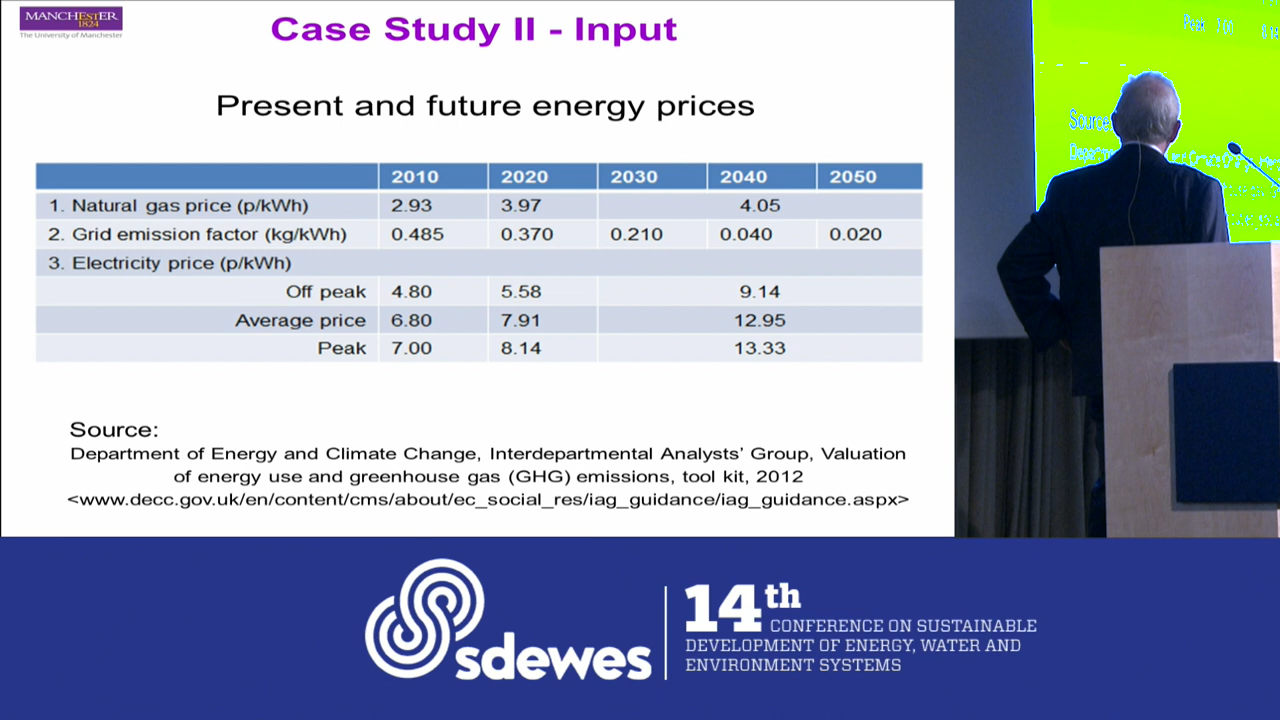 MANCHESTER
1824
The University of Manchester
Case Study II - Input
Present and future energy prices
2010 2020 2030 2040 2050
1. Natural gas price (p/kWh) 2.93 3.97 4.05
2. Grid emission factor (kg/kWh) 0.485 0.370 0.210 0.040 0.020
3. Electricity price (p/kWh)
Off peak 4.80 5.58 9.14
Average price 6.80 7.91 12.95
Peak 7.00 8.14 13.33
Source:
Department of Energy and Climate Change, Interdepartmental Analysts' Group, Valuation
of energy use and greenhouse gas (GHG) emissions, tool kit, 2012
<www.decc.gov.uk/en/content/cms/about/ec_social_res/iag_guidance/iag_guidance.aspx>
Peak
Source
sdewes
14th
CONFERENCE ON SUSTAINABLE
DEVELOPMENT OF ENERGY, WATER AND
ENVIRONMENT SYSTEMS